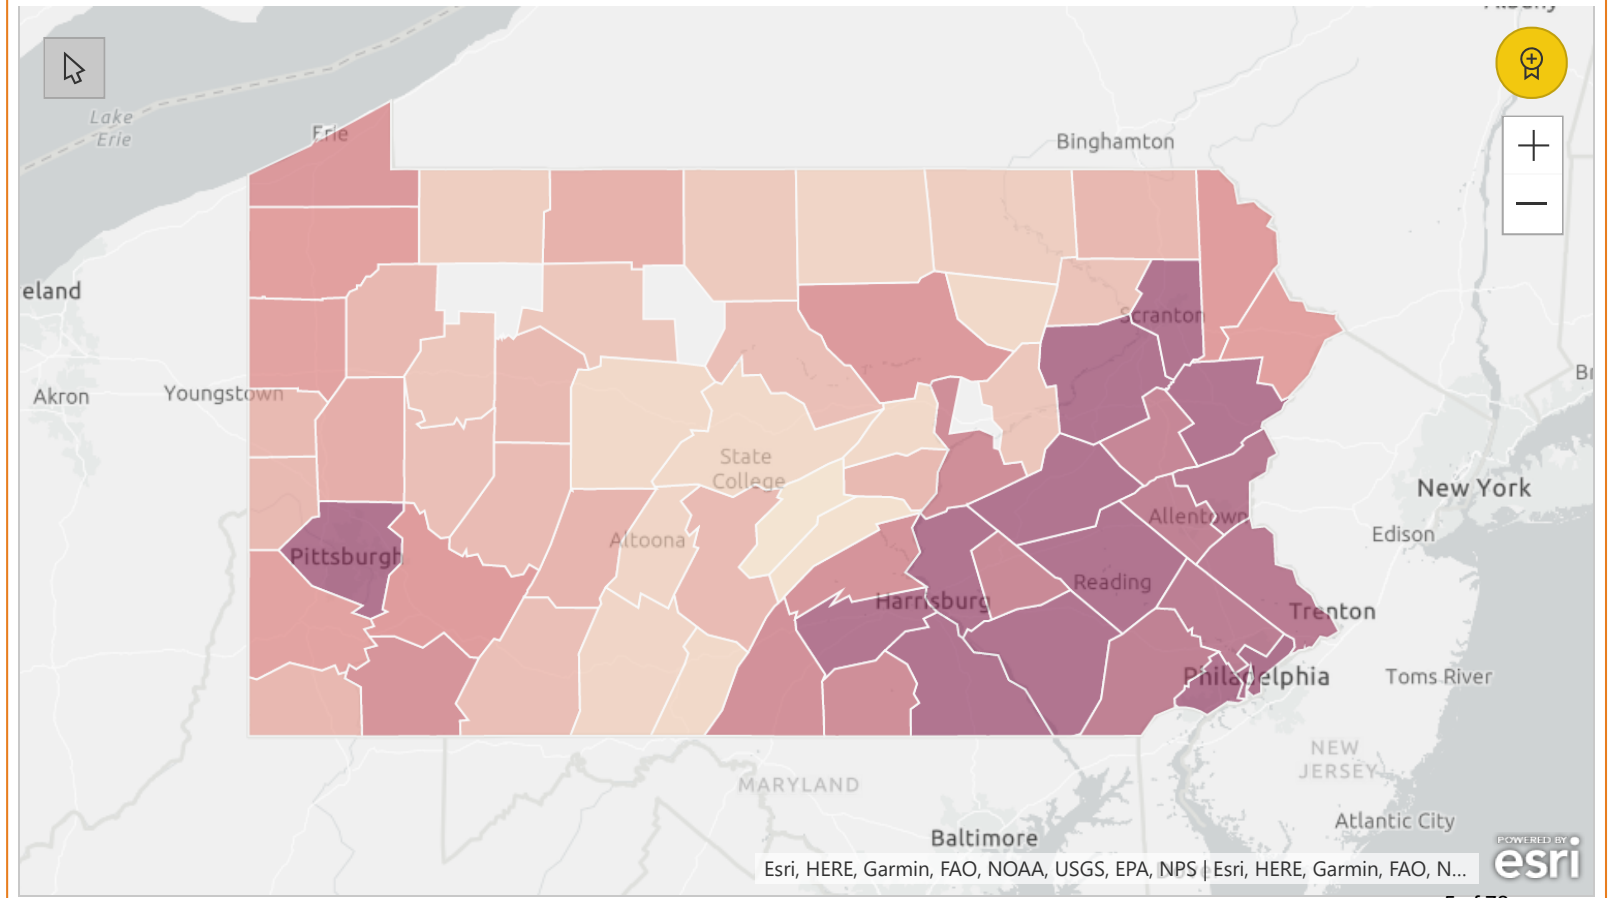 Lake
Erie
Erie
Binghamton
eland
Scranton
Akron
Youngstown
State
College
New York
Allentown
Edison
Altoona
Pittsburgh
Reading
Harrisburg
Trenton
Philadelphia
Toms River
NEW
JERSEY
MARYLAND
Atlantic City
Baltimore
POWERED BY
esri
Esri, HERE, Garmin, FAO, NOAA, USGS, EPA, NPS | Esri, HERE, Garmin, FAO, N...